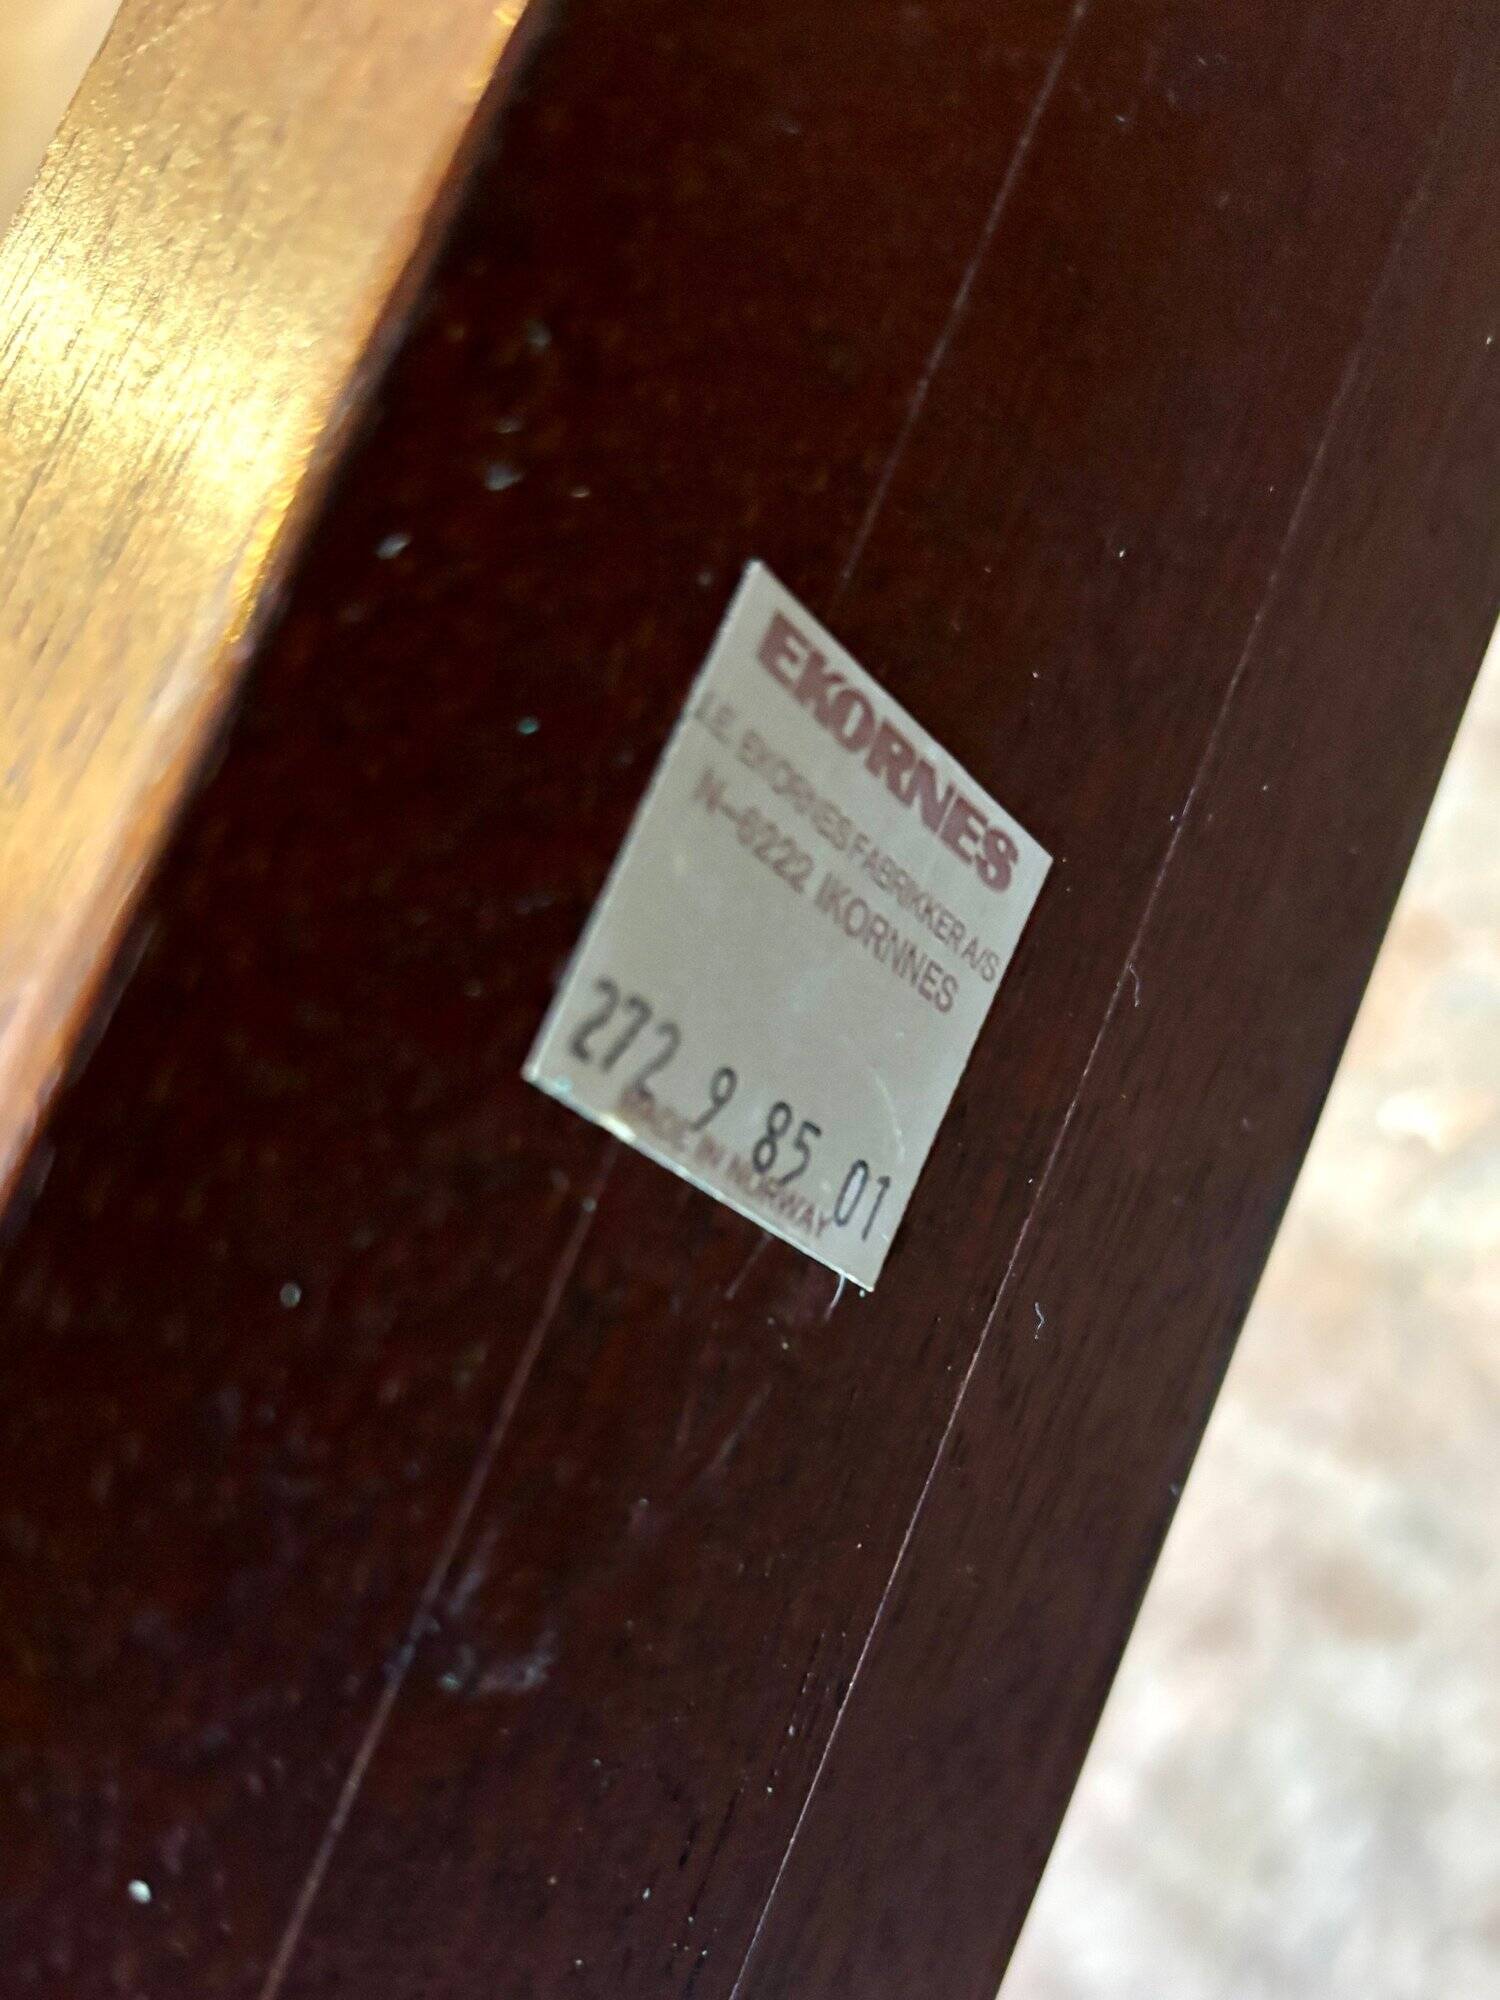 EKORNES
J.E. EKORNES FABRIKKER A/S
N-6222 IKORNNES
272 9 85 01
MADE IN NORWAY